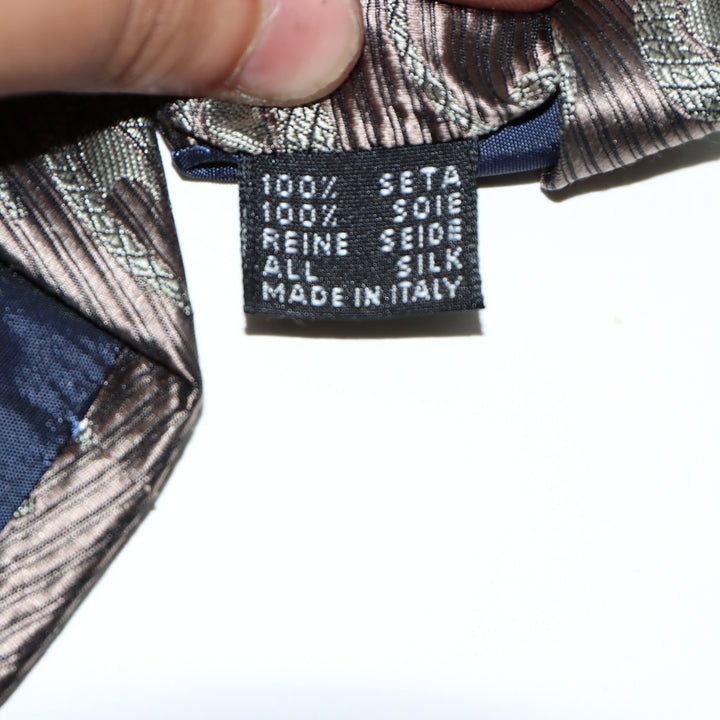 100% SETA
100% SOIE
REINE SEIDE
ALL SILK
MADE IN ITALY